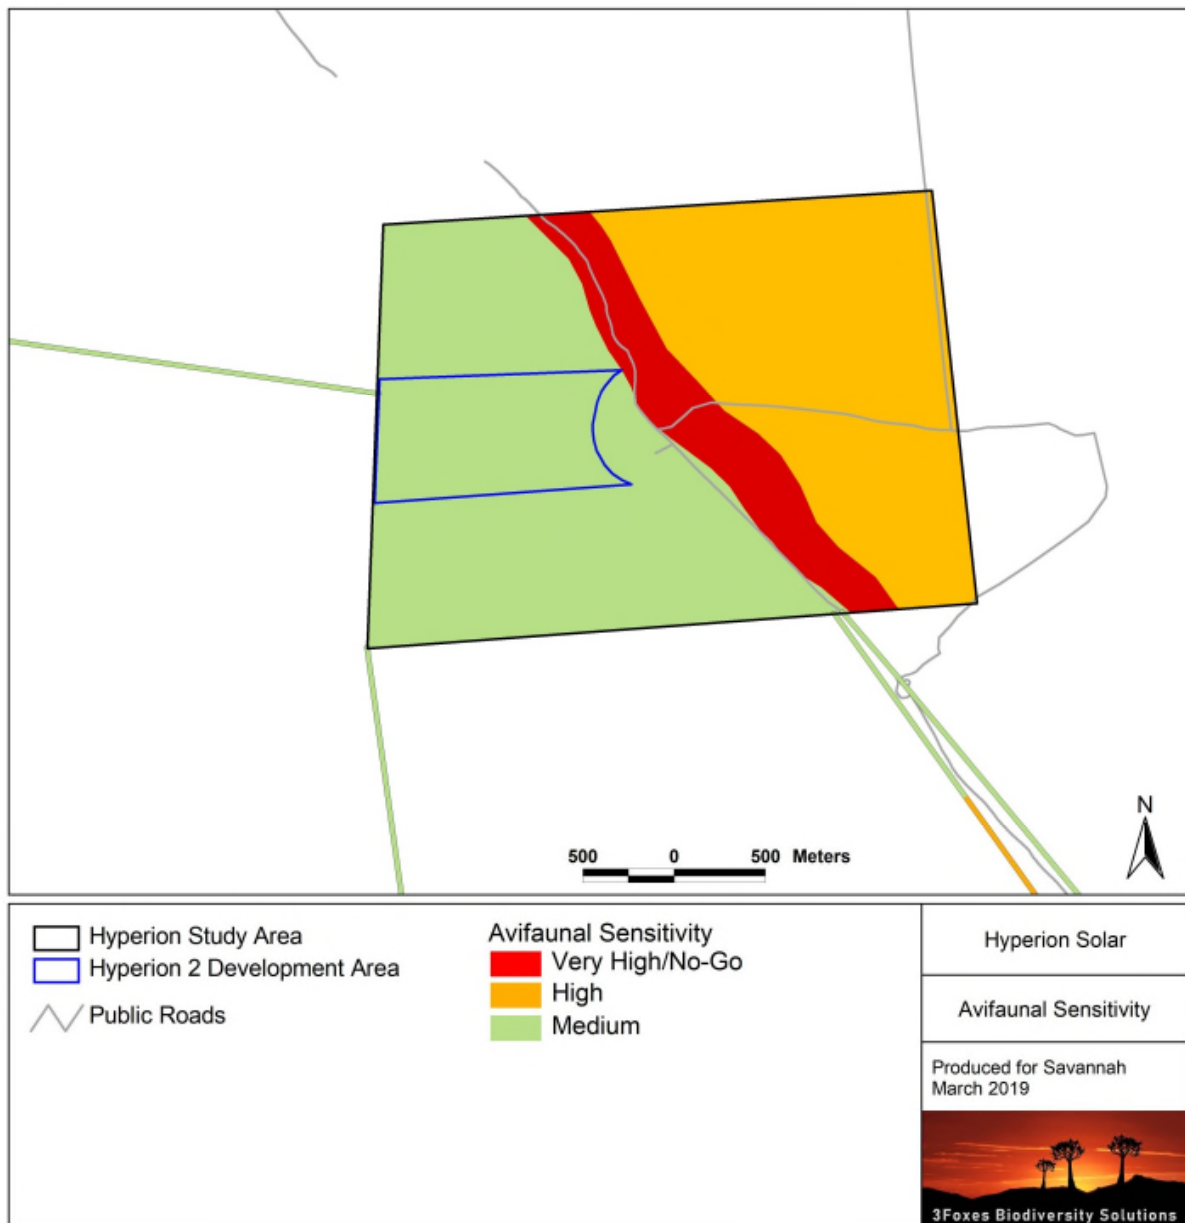 N
500 0 500 Meters
Hyperion Study Area
Hyperion 2 Development Area
Public Roads
Avifaunal Sensitivity
Very High/No-Go
High
Medium
Hyperion Solar
Avifaunal Sensitivity
Produced for Savannah
March 2019
3Foxes Biodiversity Solutions